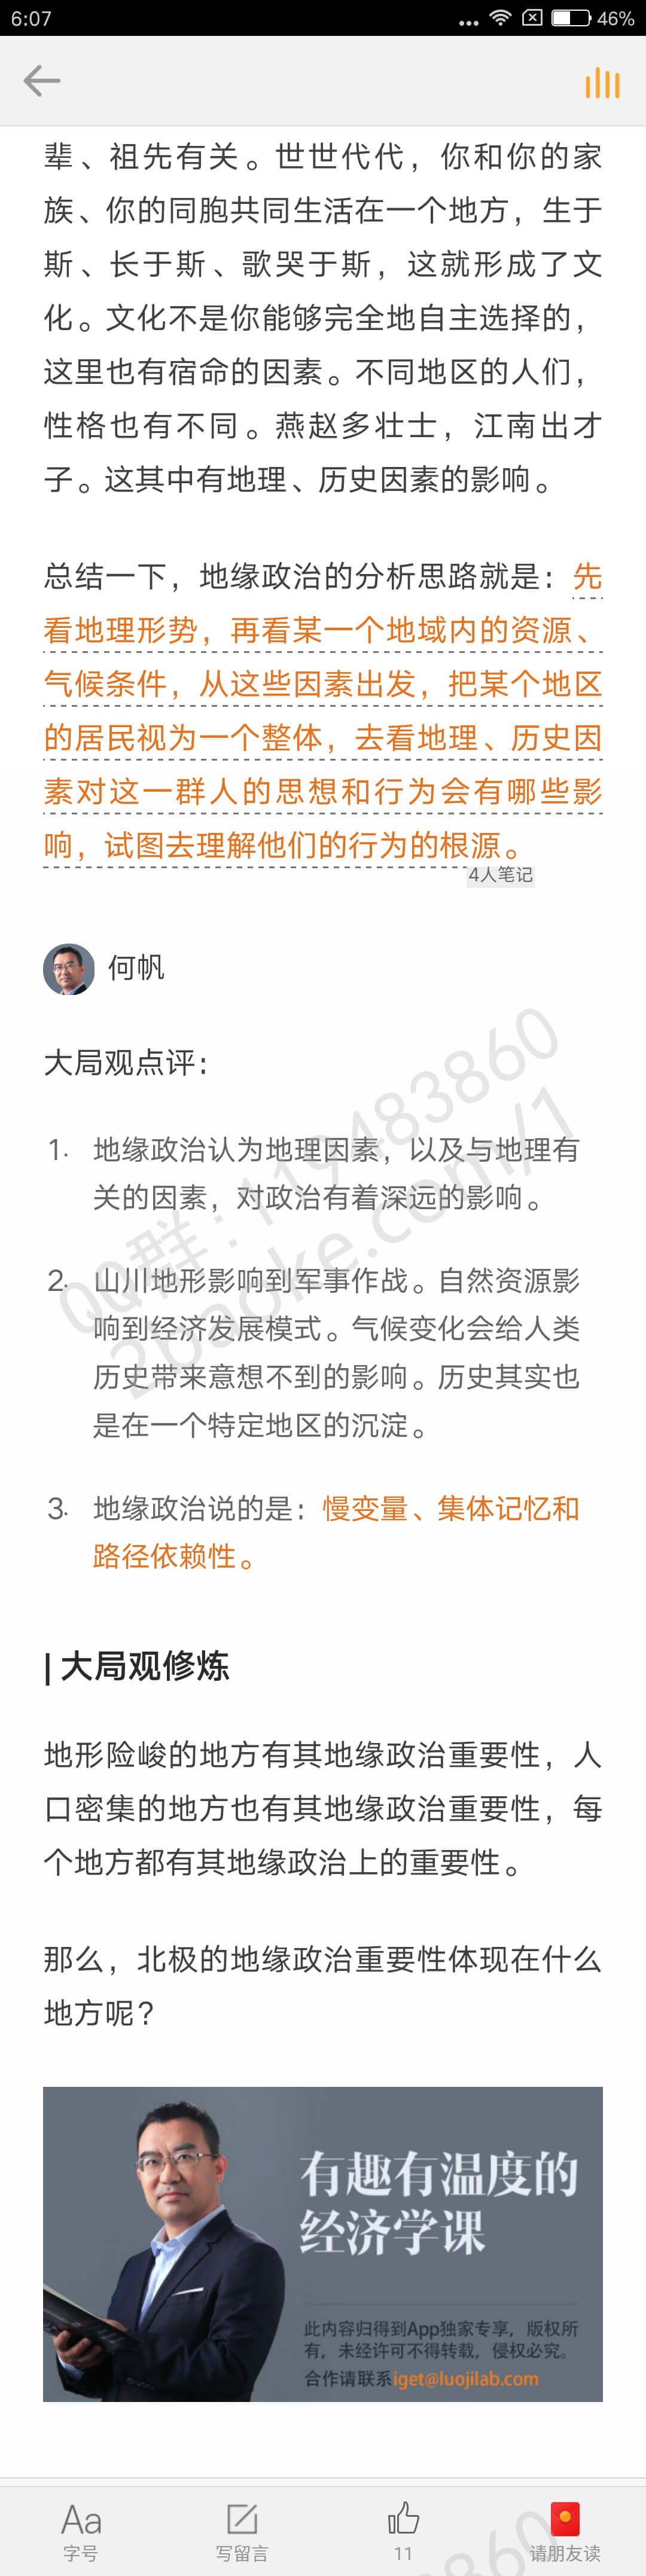 6:07
46%
辈、祖先有关。世世代代，你和你的家
族、你的同胞共同生活在一个地方，生于
斯、长于斯、歌哭于斯，这就形成了文
化。文化不是你能够完全地自主选择的，
这里也有宿命的因素。不同地区的人们，
性格也有不同。燕赵多壮士，江南出才
子。这其中有地理、历史因素的影响。
总结一下，地缘政治的分析思路就是：先
看地理形势，再看某一个地域内的资源、
气候条件，从这些因素出发，把某个地区
的居民视为一个整体，去看地理、历史因
素对这一群人的思想和行为会有哪些影
响，试图去理解他们的行为的根源。
4人笔记
何帆
大局观点评：
1. 地缘政治认为地理因素，以及与地理有
关的因素，对政治有着深远的影响。
2. 山川地形影响到军事作战。自然资源影
响到经济发展模式。气候变化会给人类
历史带来意想不到的影响。历史其实也
是在一个特定地区的沉淀。
3. 地缘政治说的是：慢变量、集体记忆和
路径依赖性。
QQ群：119483860
2baoke.com/1
| 大局观修炼
地形险峻的地方有其地缘政治重要性，人
口密集的地方也有其地缘政治重要性，每
个地方都有其地缘政治上的重要性。
那么，北极的地缘政治重要性体现在什么
地方呢？
有趣有温度的
经济学课
此内容归得到App独家专享，版权所
有，未经许可不得转载，侵权必究。
合作请联系iget@luojilab.com
Aa
字号
写留言
11
请朋友读